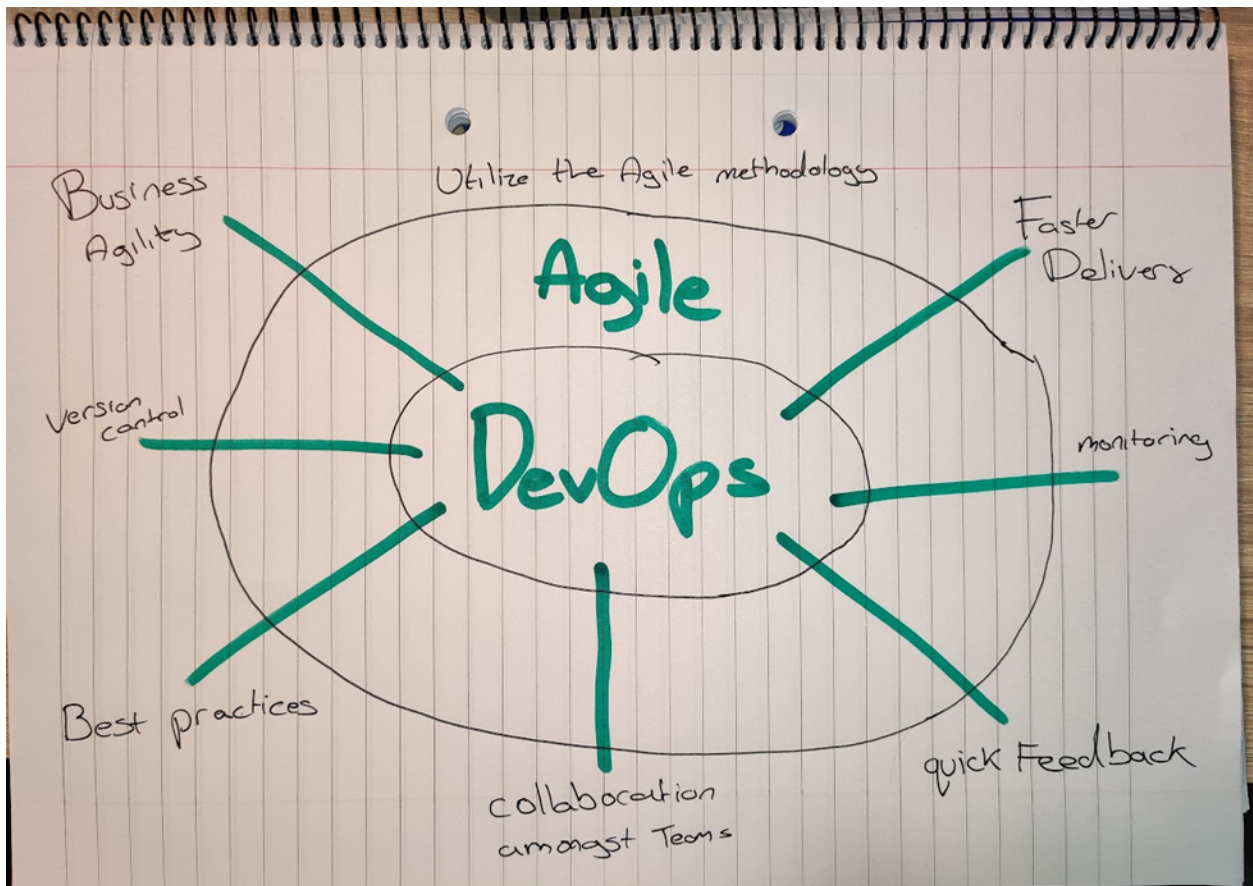 Utilize the Agile methodology
Business
Agility
Faster
Delivery
Agile
version
control
DevOps
monitoring
Best practices
quick Feedback
collaboration
amongst Teams